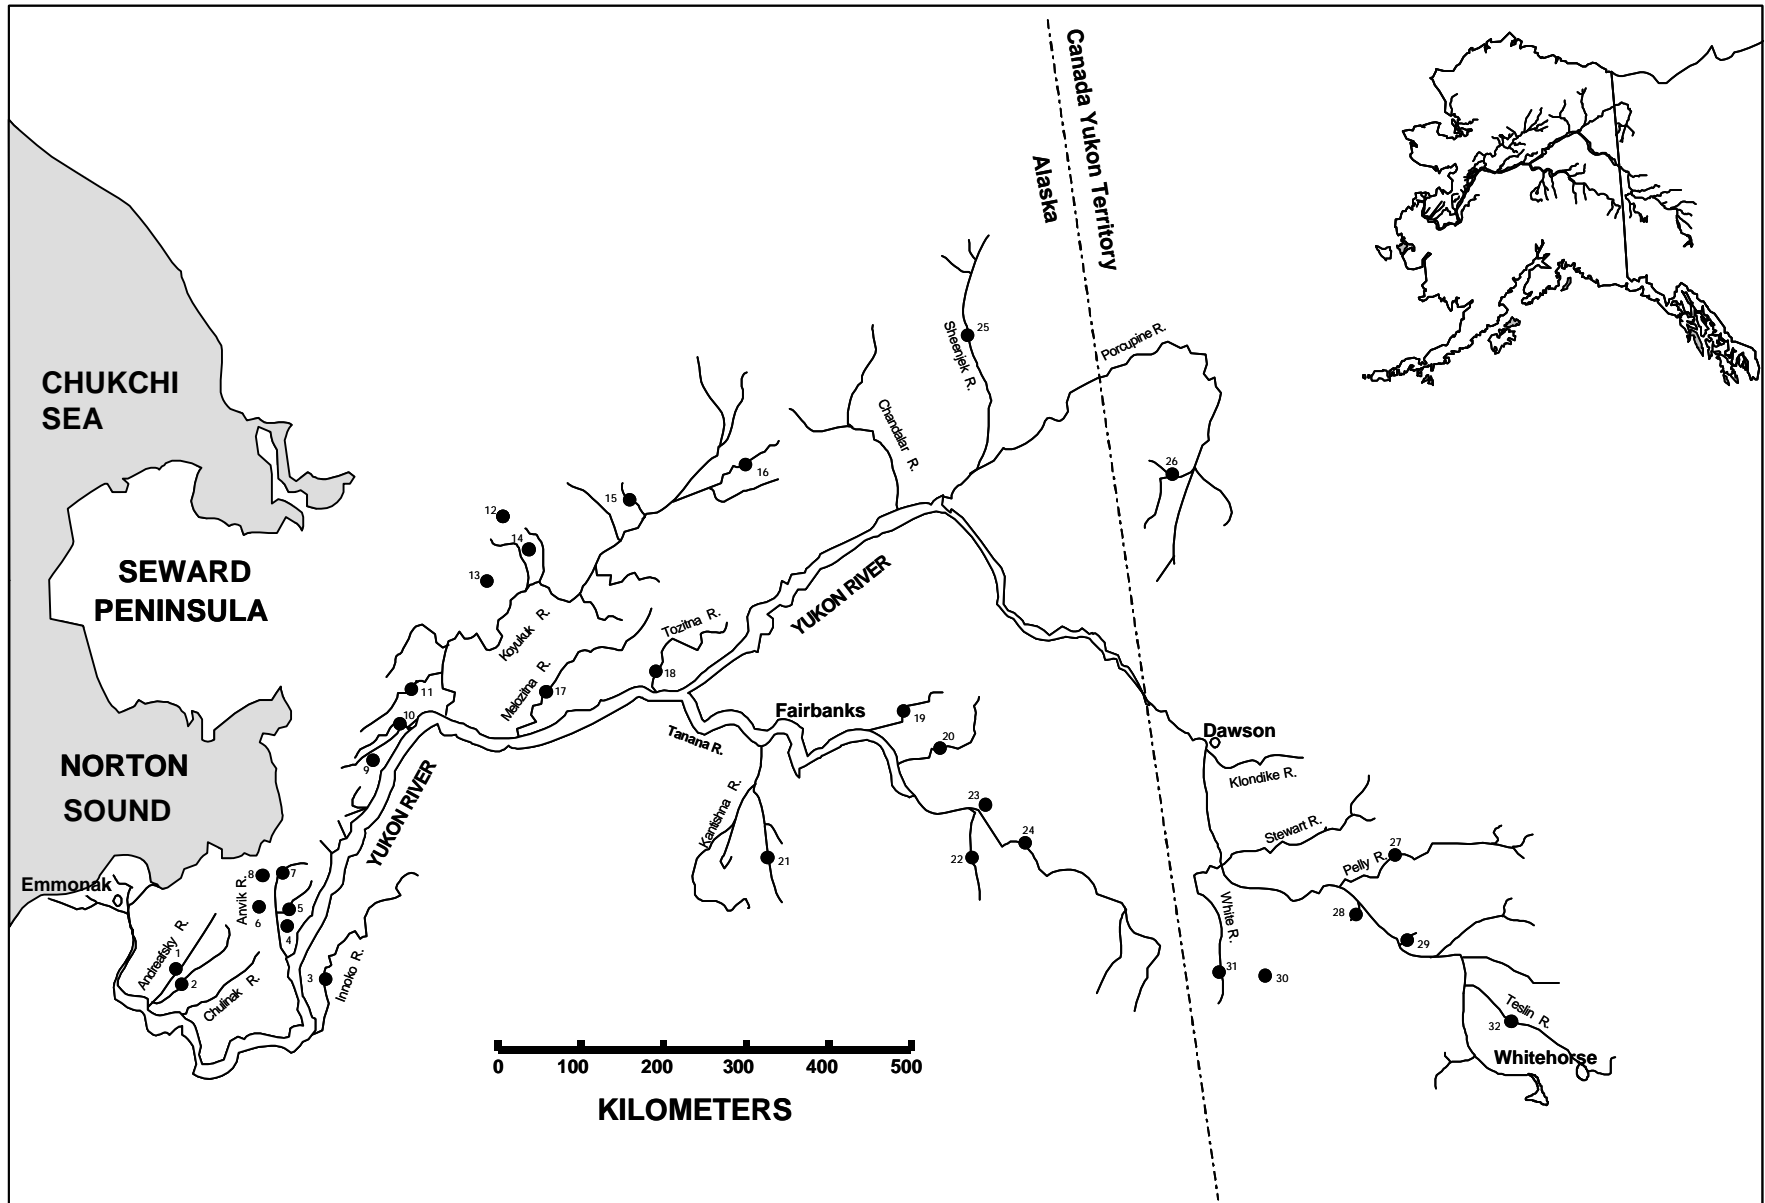 Canada Yukon Territory
Alaska
CHUKCHI
SEA
SEWARD
PENINSULA
NORTON
SOUND
Emmonak
Andreafsky R.
1
2
Chulinak R.
3
Innoko R.
Anvik R.
4
5
6
7
8
YUKON RIVER
9
10
11
12
13
14
15
16
Koyukuk R.
Melozitna R.
17
Tozitna R.
18
YUKON RIVER
Chandalar R.
Sheenjek R.
25
Porcupine R.
26
Fairbanks
Tanana R.
Kantishna R.
19
20
21
22
23
24
Dawson
Klondike R.
Stewart R.
Pelly R.
27
28
29
White R.
31
30
Teslin R.
32
Whitehorse
0 100 200 300 400 500
KILOMETERS